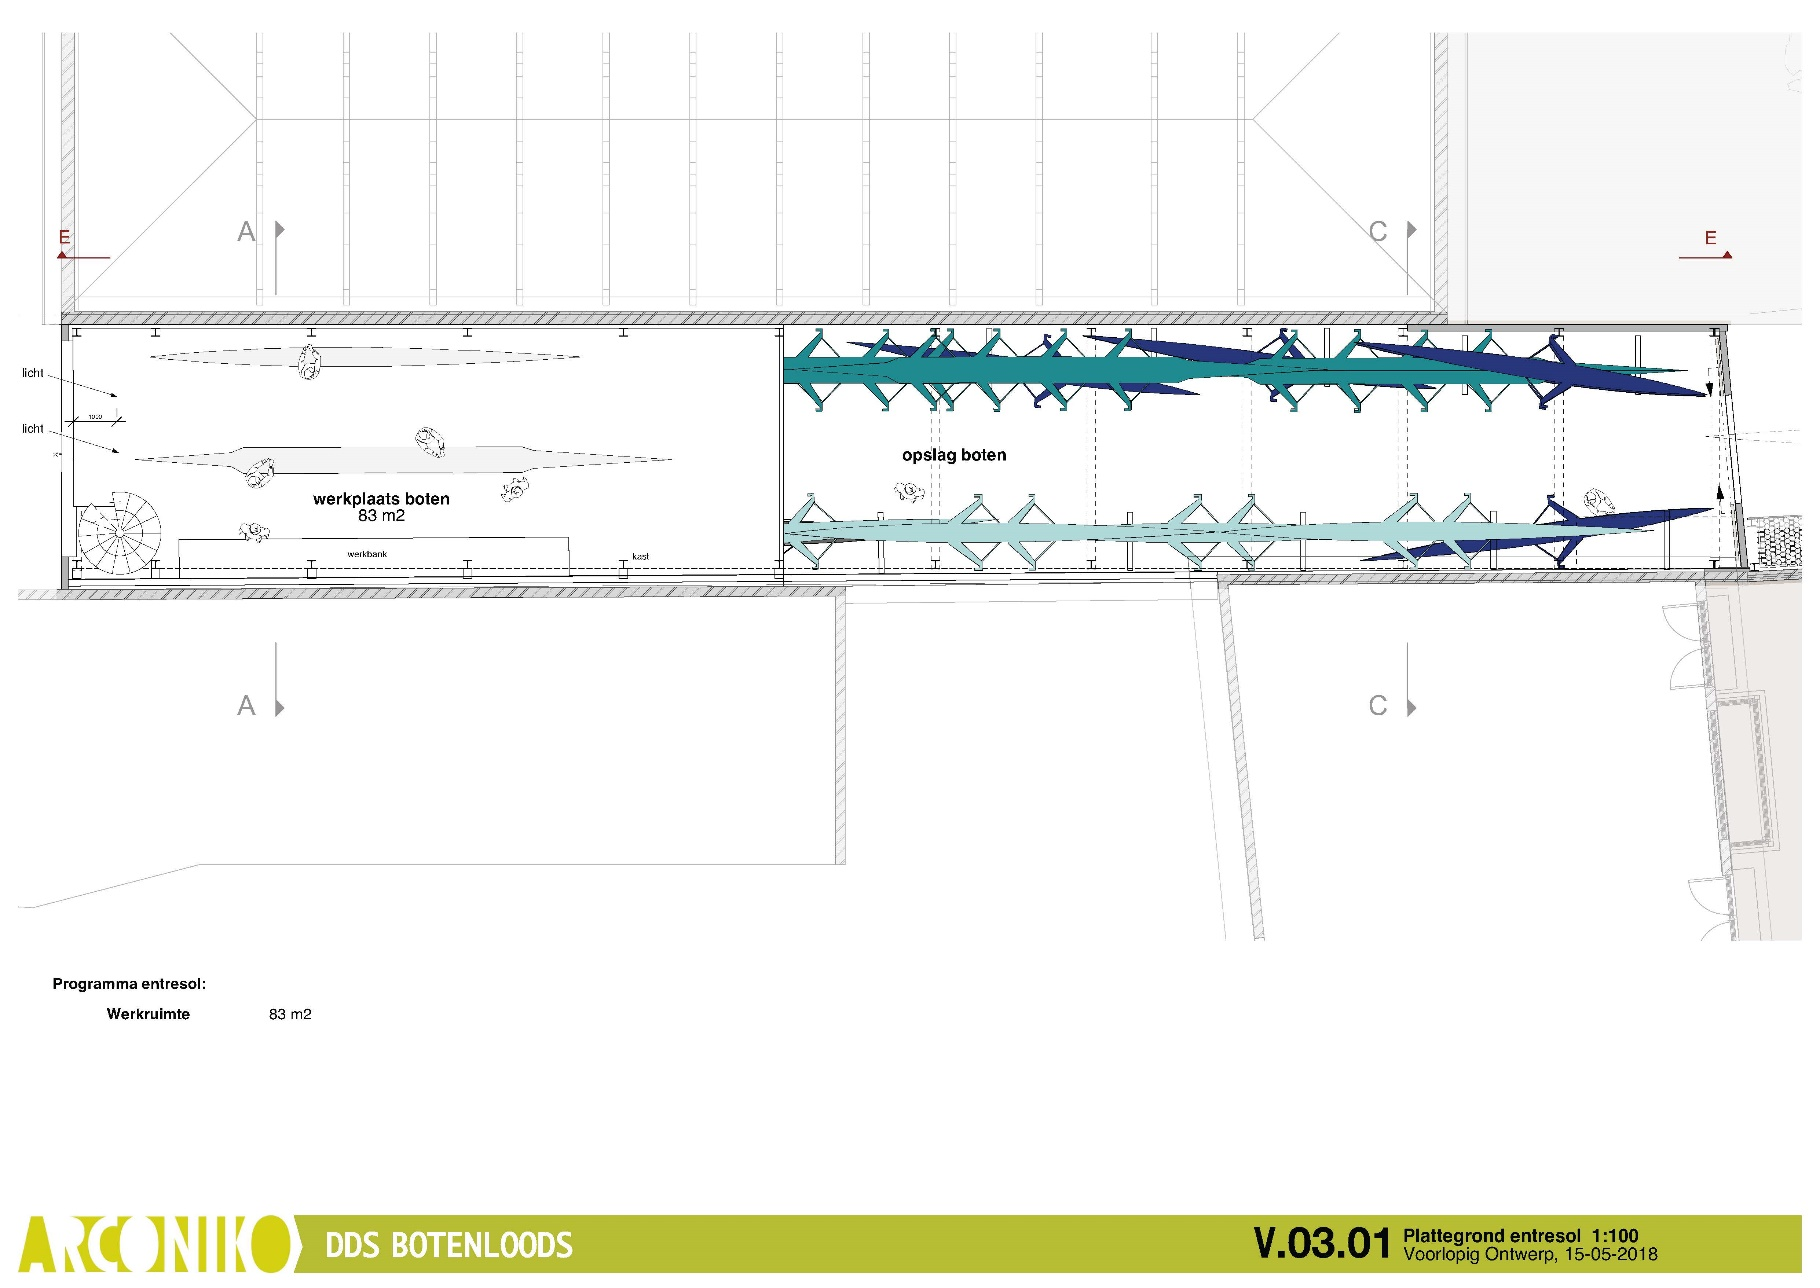 A
C
E
E
licht
1000
licht
opslag boten
werkplaats boten
83 m2
werkbank
kast
A
C
Programma entresol:
Werkruimte 83 m2
ARCONIKO
DDS BOTENLOODS
V.03.01
Plattegrond entresol 1:100
Voorlopig Ontwerp, 15-05-2018